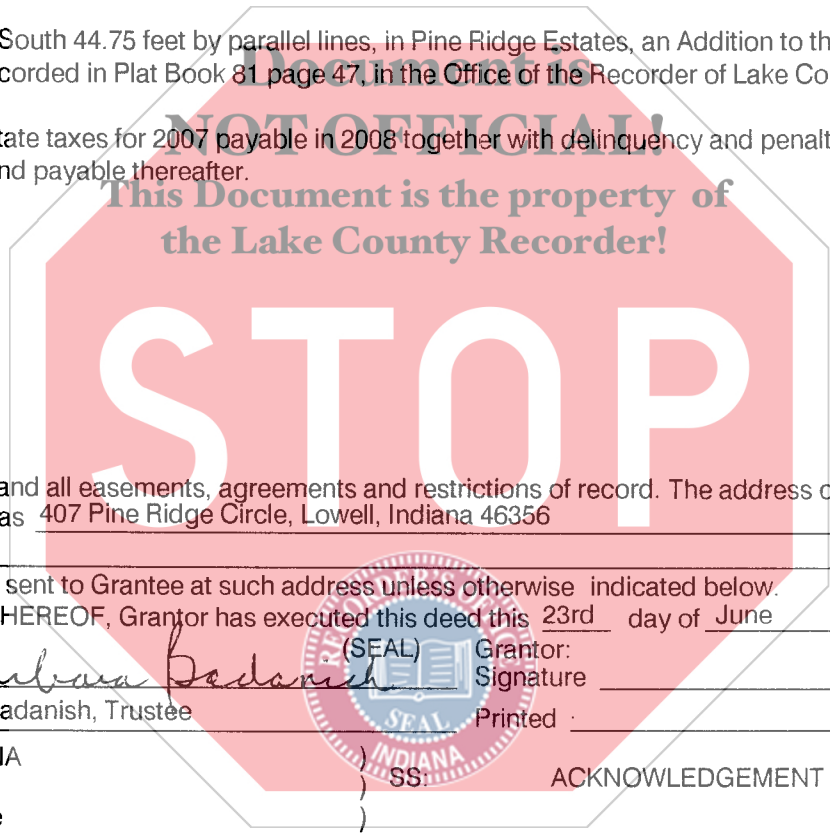 South 44.75 feet by parallel lines, in Pine Ridge Estates, an Addition to th
corded in Plat Book 81 page 47, in the Office of the Recorder of Lake Co
Document is
tate taxes for 2007 payable in 2008 together with delinquency and penalt
NOT OFFICIAL!
nd payable thereafter.
This Document is the property of
the Lake County Recorder!
STOP
and all easements, agreements and restrictions of record. The address o
as 407 Pine Ridge Circle, Lowell, Indiana 46356
sent to Grantee at such address unless otherwise indicated below.
HEREOF, Grantor has executed this deed this 23rd day of June
(SEAL) Grantor:
rbara Badanish Signature
adanish, Trustee Printed
IA
) SS: ACKNOWLEDGEMENT
)
e )
RECORDER'S OFFICE
SEAL
INDIANA